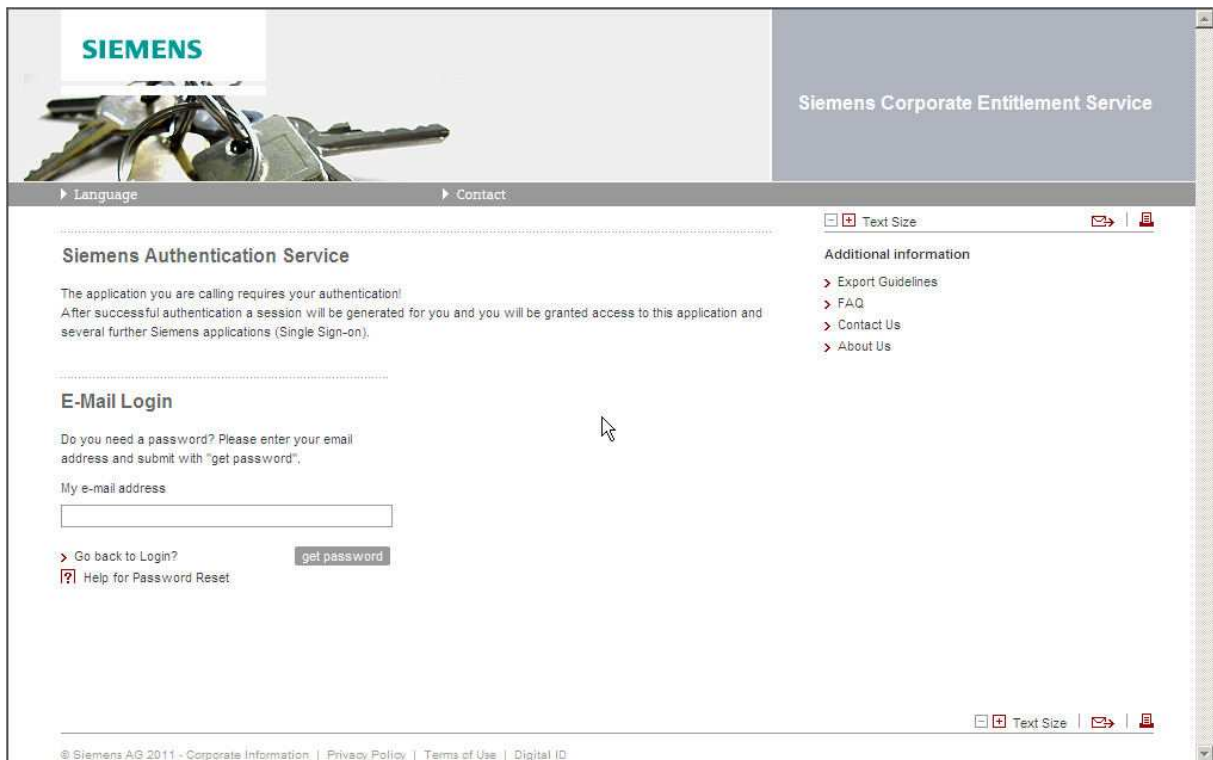 SIEMENS
Siemens Corporate Entitlement Service
Language
Contact
Text Size
Siemens Authentication Service
The application you are calling requires your authentication!
After successful authentication a session will be generated for you and you will be granted access to this application and
several further Siemens applications (Single Sign-on).
Additional information
Export Guidelines
FAQ
Contact Us
About Us
E-Mail Login
Do you need a password? Please enter your email
address and submit with "get password".
My e-mail address
Go back to Login?
get password
? Help for Password Reset
Text Size
© Siemens AG 2011 - Corporate Information | Privacy Policy | Terms of Use | Digital ID